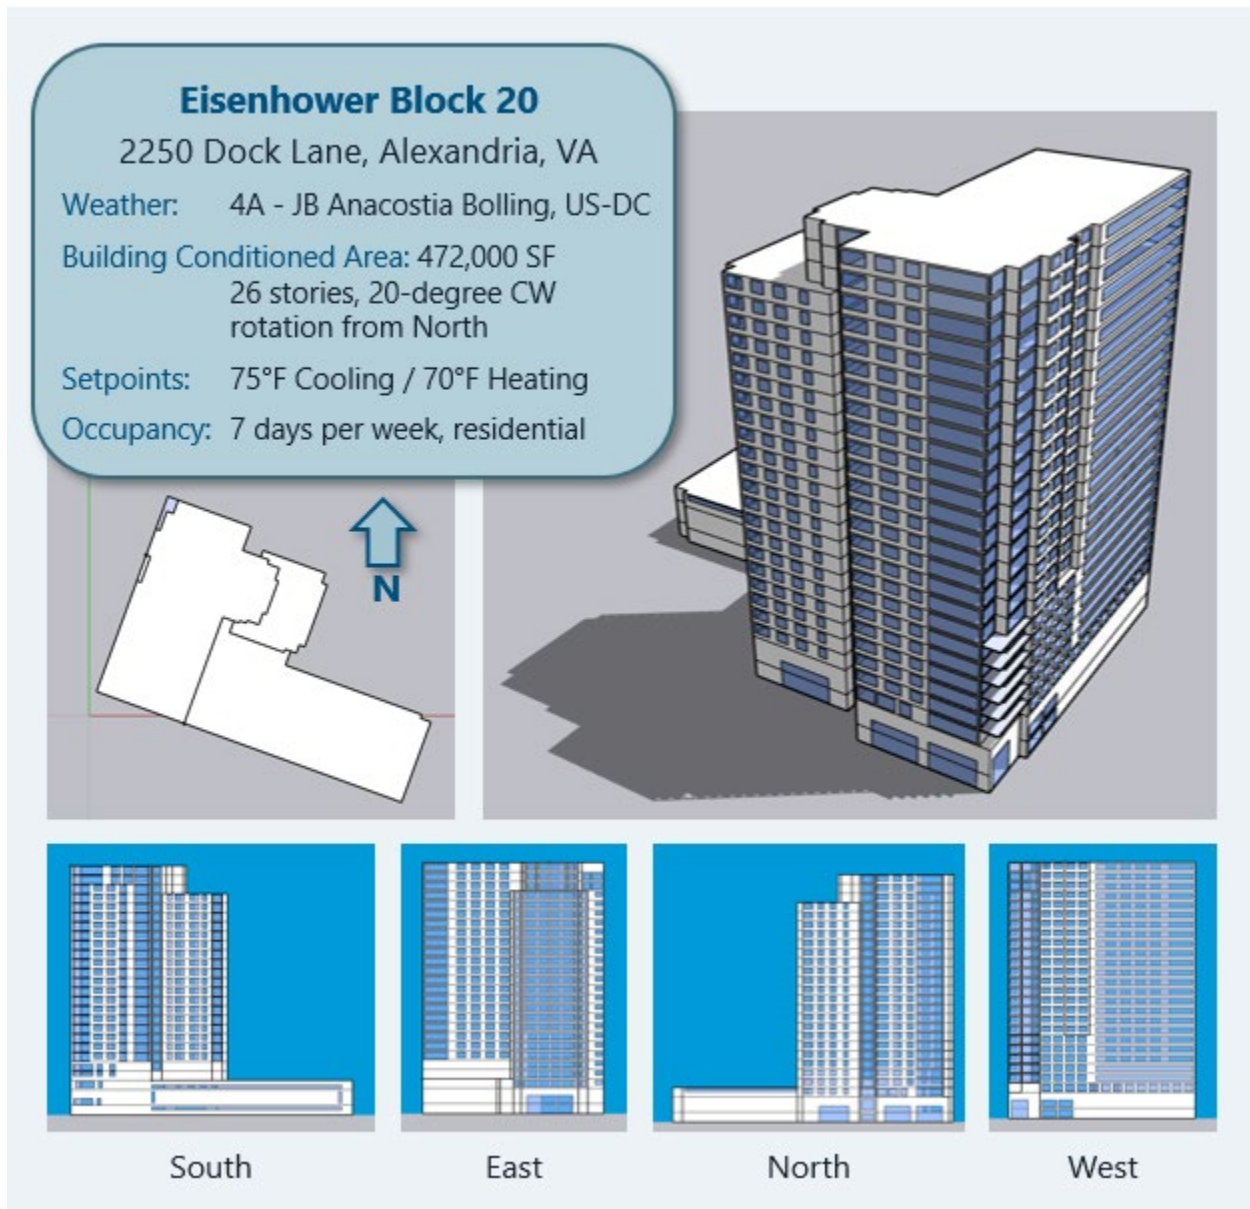 Eisenhower Block 20
2250 Dock Lane, Alexandria, VA
Weather: 4A - JB Anacostia Bolling, US-DC
Building Conditioned Area: 472,000 SF
26 stories, 20-degree CW
rotation from North
Setpoints: 75°F Cooling / 70°F Heating
Occupancy: 7 days per week, residential
N
South
East
North
West